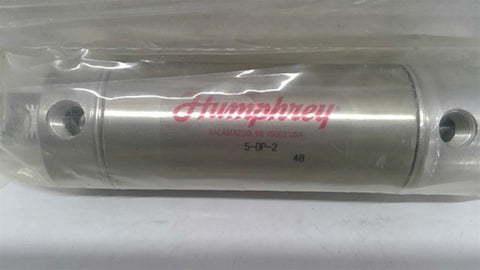 Humphrey®
KALAMAZOO, MI 49003 USA
5-DP-2
48